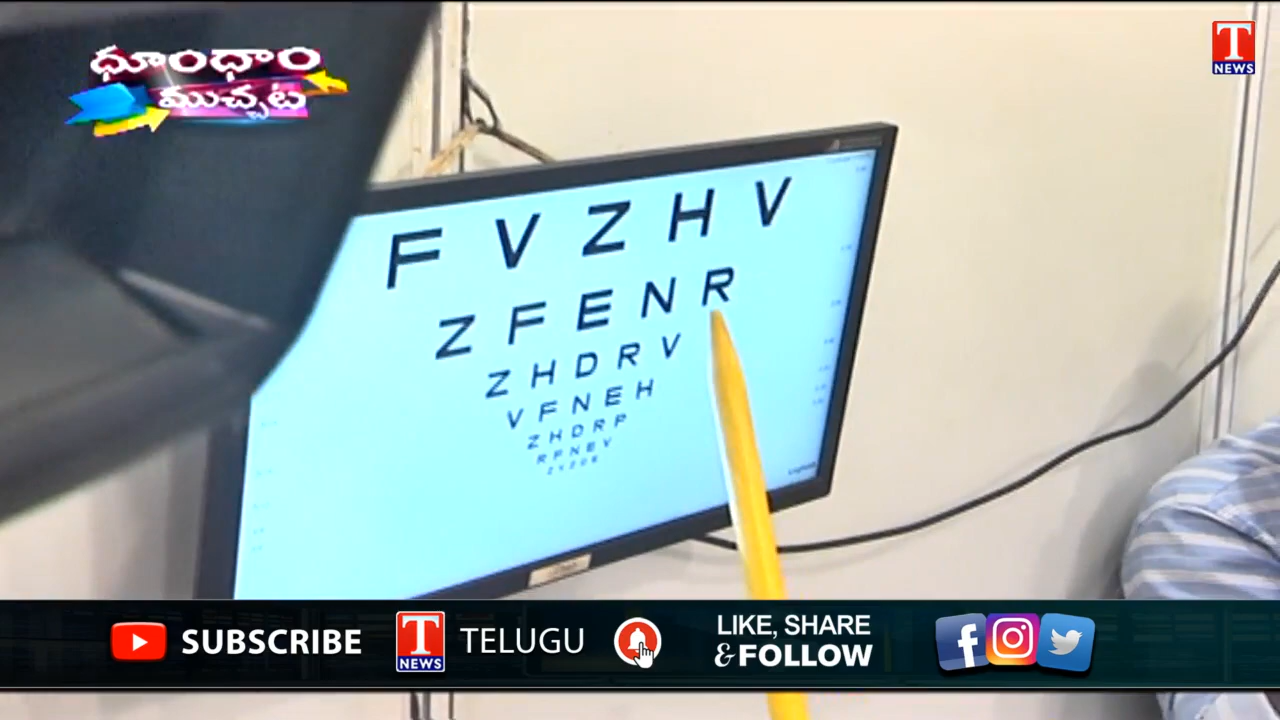 ధూంధాం
ముచ్చట
T
NEWS
F V Z H V
Z F E N R
Z H D R V
V F N E H
Z H D R F
R F N E V
SUBSCRIBE
T
NEWS
TELUGU
LIKE, SHARE
& FOLLOW